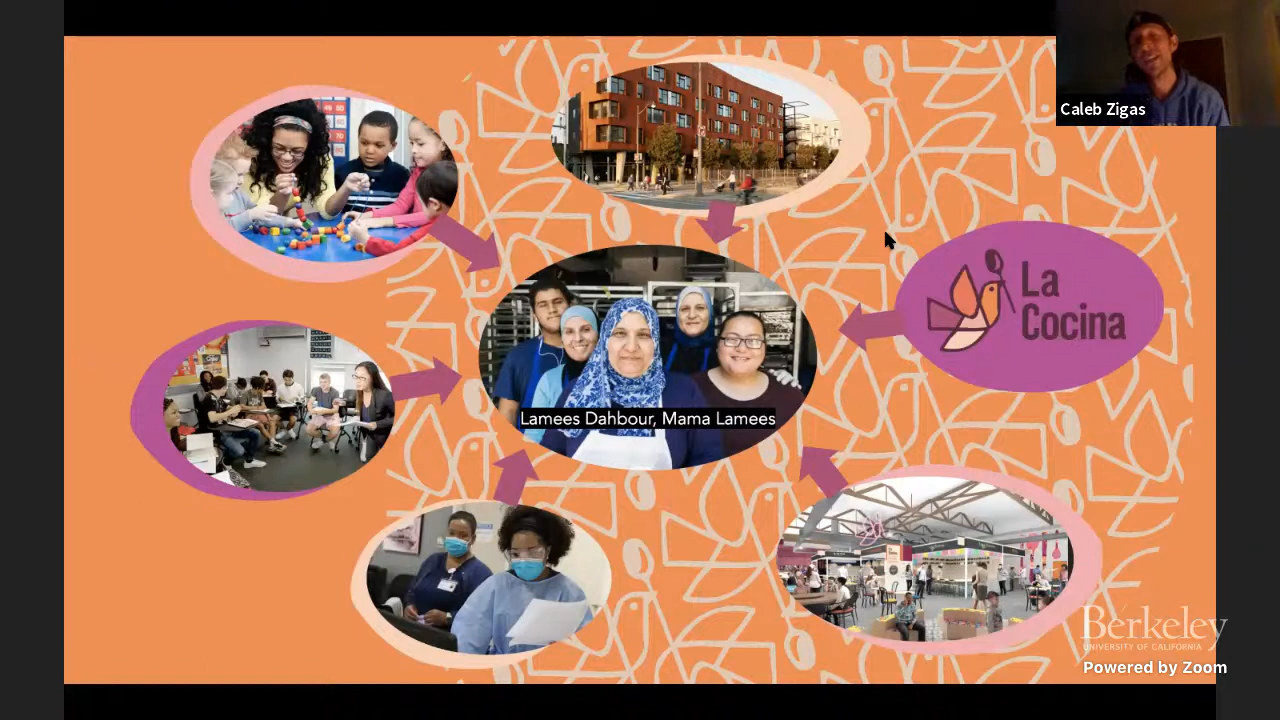 Caleb Zigas
La
Cocina
Lamees Dahbour, Mama Lamees
Berkeley
UNIVERSITY OF CALIFORNIA
Powered by Zoom